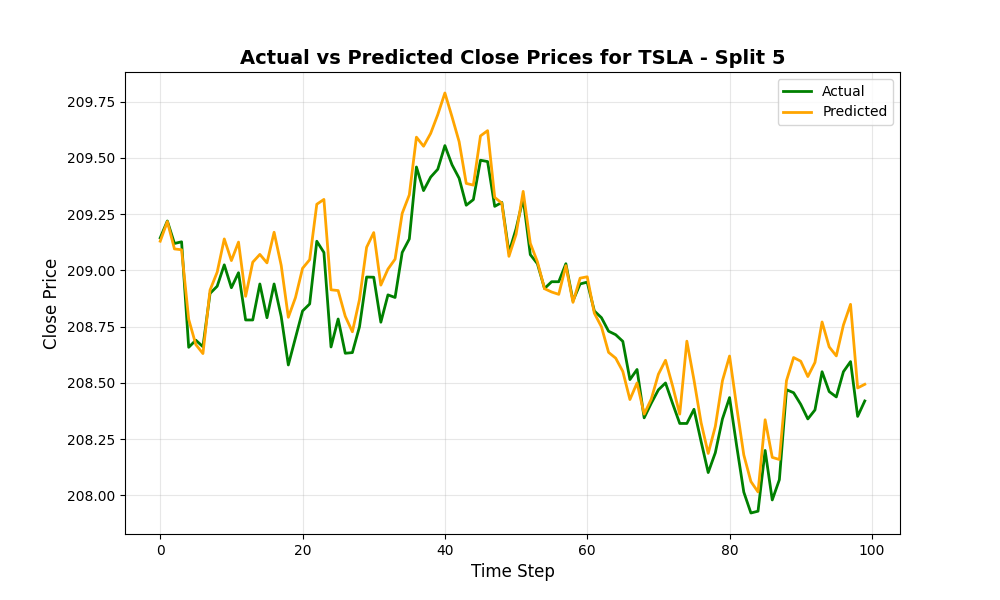 Actual vs Predicted Close Prices for TSLA - Split 5
Actual
Predicted
Close Price
209.75
209.50
209.25
209.00
208.75
208.50
208.25
208.00
0 20 40 60 80 100
Time Step